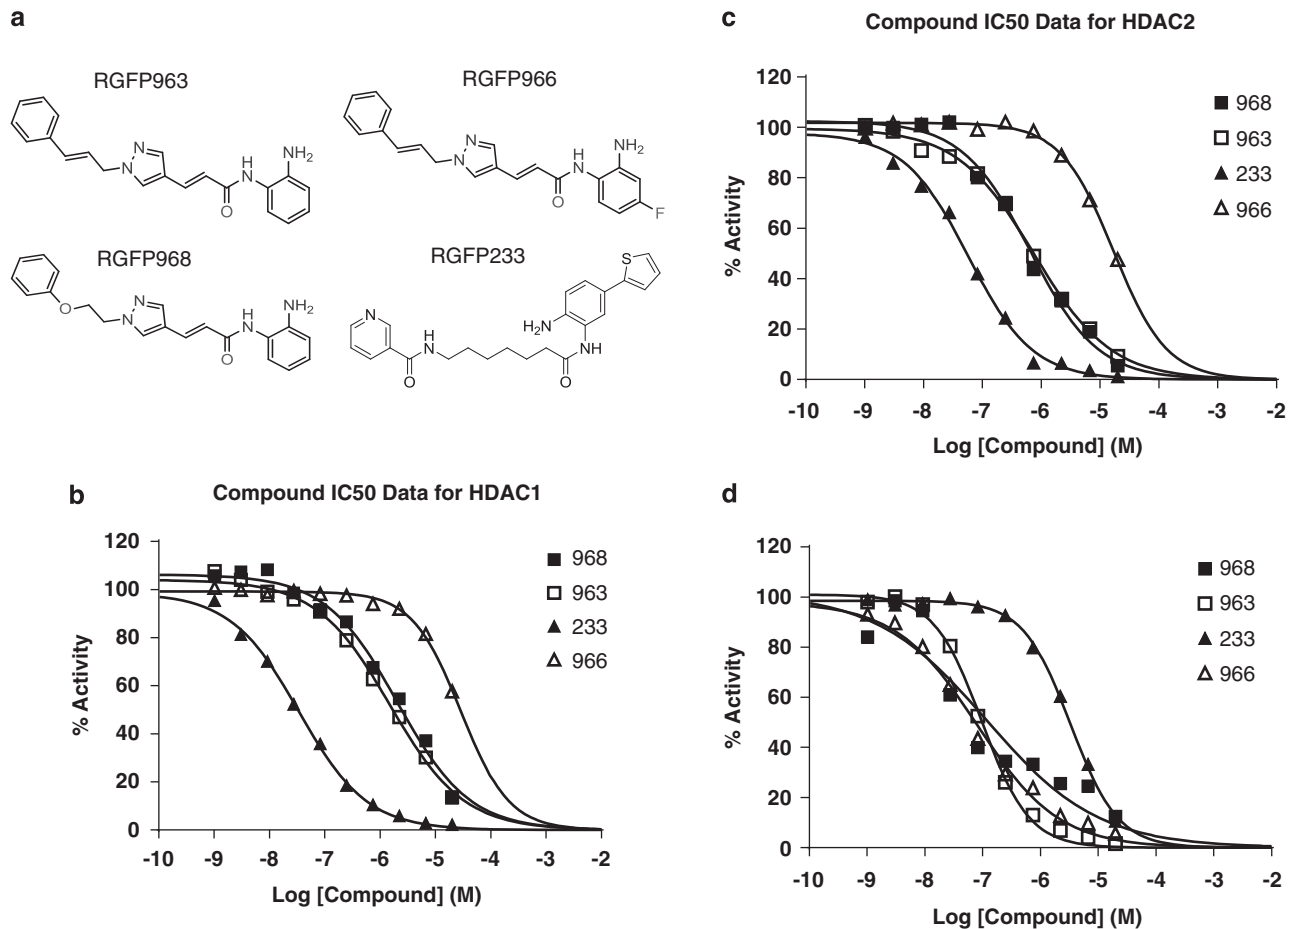 a
RGFP963
N
N
H
N
NH2
O
RGFP966
N
N
H
N
NH2
O
F
RGFP968
O
N
N
H
N
NH2
O
RGFP233
N
O
H
N
H2N
S
NH
O
b
Compound IC50 Data for HDAC1
% Activity
120
100
80
60
40
20
0
-10 -9 -8 -7 -6 -5 -4 -3 -2
Log [Compound] (M)
968
963
233
966
c
Compound IC50 Data for HDAC2
% Activity
120
100
80
60
40
20
0
-10 -9 -8 -7 -6 -5 -4 -3 -2
Log [Compound] (M)
968
963
233
966
d
% Activity
120
100
80
60
40
20
0
-10 -9 -8 -7 -6 -5 -4 -3 -2
Log [Compound] (M)
968
963
233
966